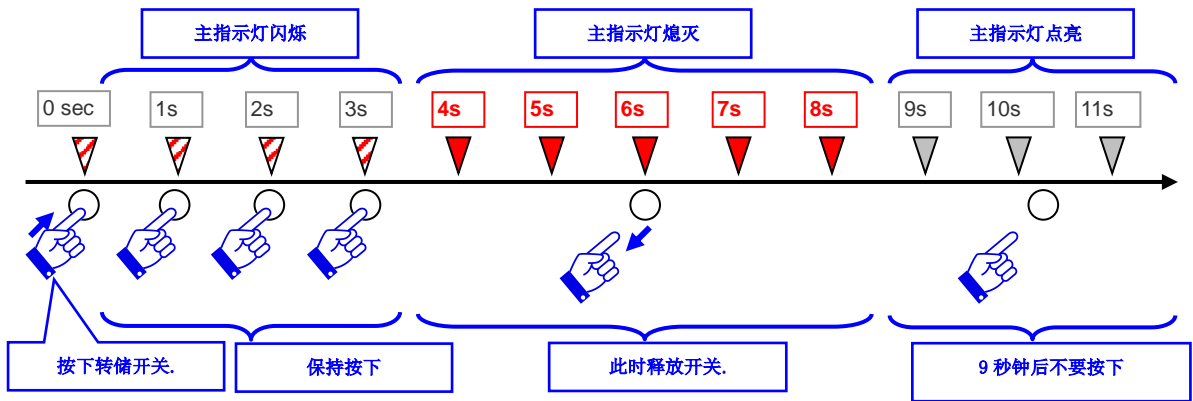 主指示灯闪烁
主指示灯熄灭
主指示灯点亮
0 sec
1s
2s
3s
4s
5s
6s
7s
8s
9s
10s
11s
按下转储开关.
保持按下
此时释放开关.
9 秒钟后不要按下